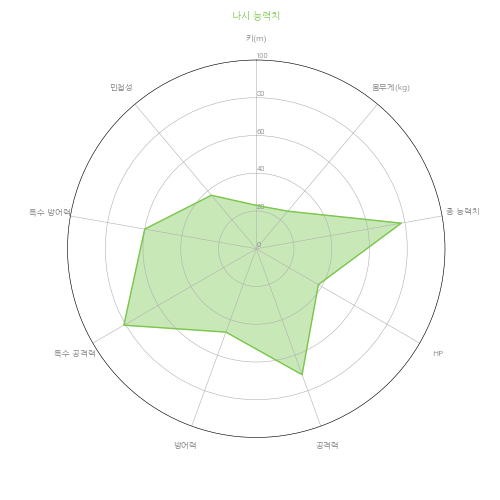 나시 능력치
키(m)
100
민첩성
몸무게(kg)
80
60
40
특수 방어력
20
총 능력치
0
특수 공격력
HP
방어력
공격력